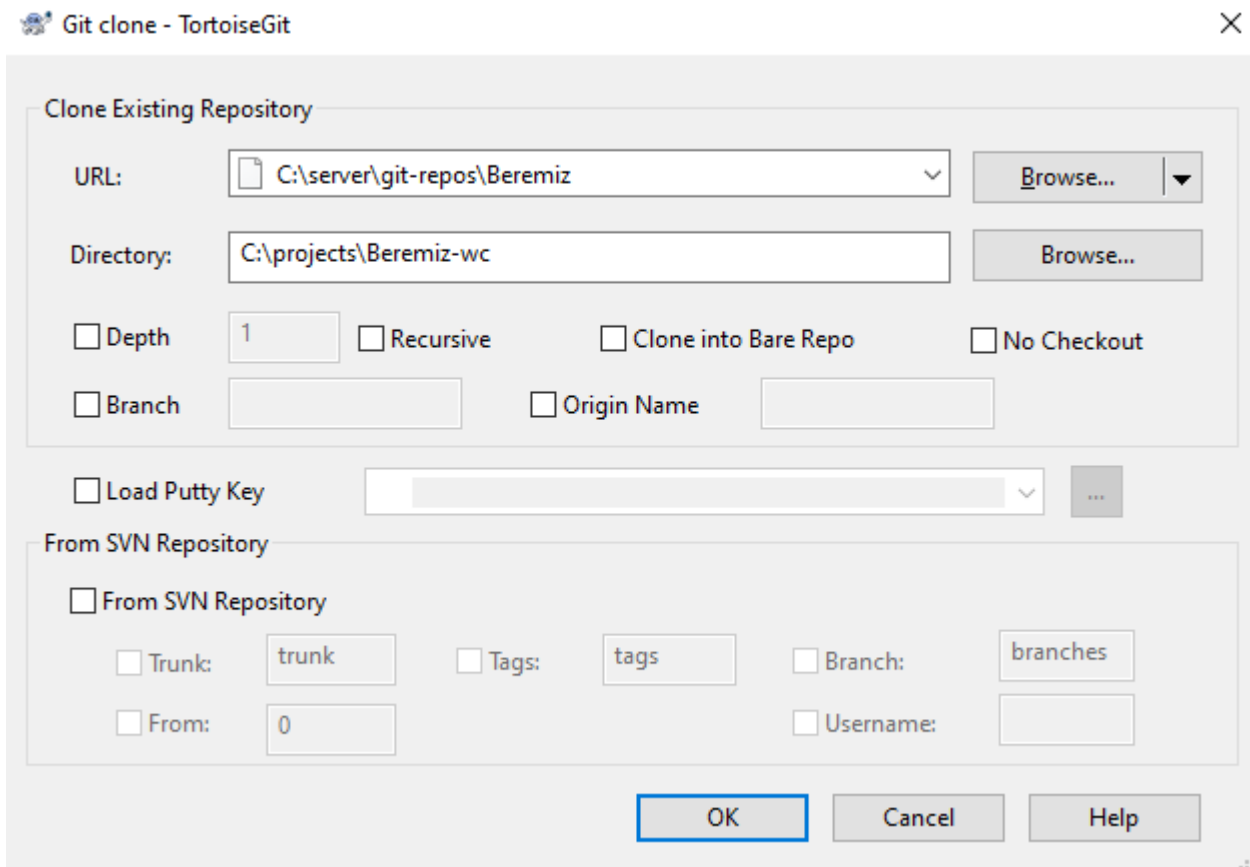 Git clone - TortoiseGit
Clone Existing Repository
URL: C:\server\git-repos\Beremiz Browse...
Directory: C:\projects\Beremiz-wc Browse...
Depth 1 Recursive Clone into Bare Repo No Checkout
Branch Origin Name
Load Putty Key ...
From SVN Repository
From SVN Repository
Trunk: trunk Tags: tags Branch: branches
From: 0 Username:
OK Cancel Help